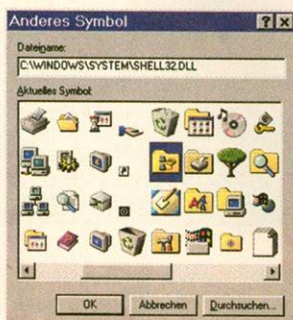 Anderes Symbol
Dateiname:
C:\WINDOWS\SYSTEM\SHELL32.DLL
Aktuelles Symbol:
OK
Abbrechen
Durchsuchen...